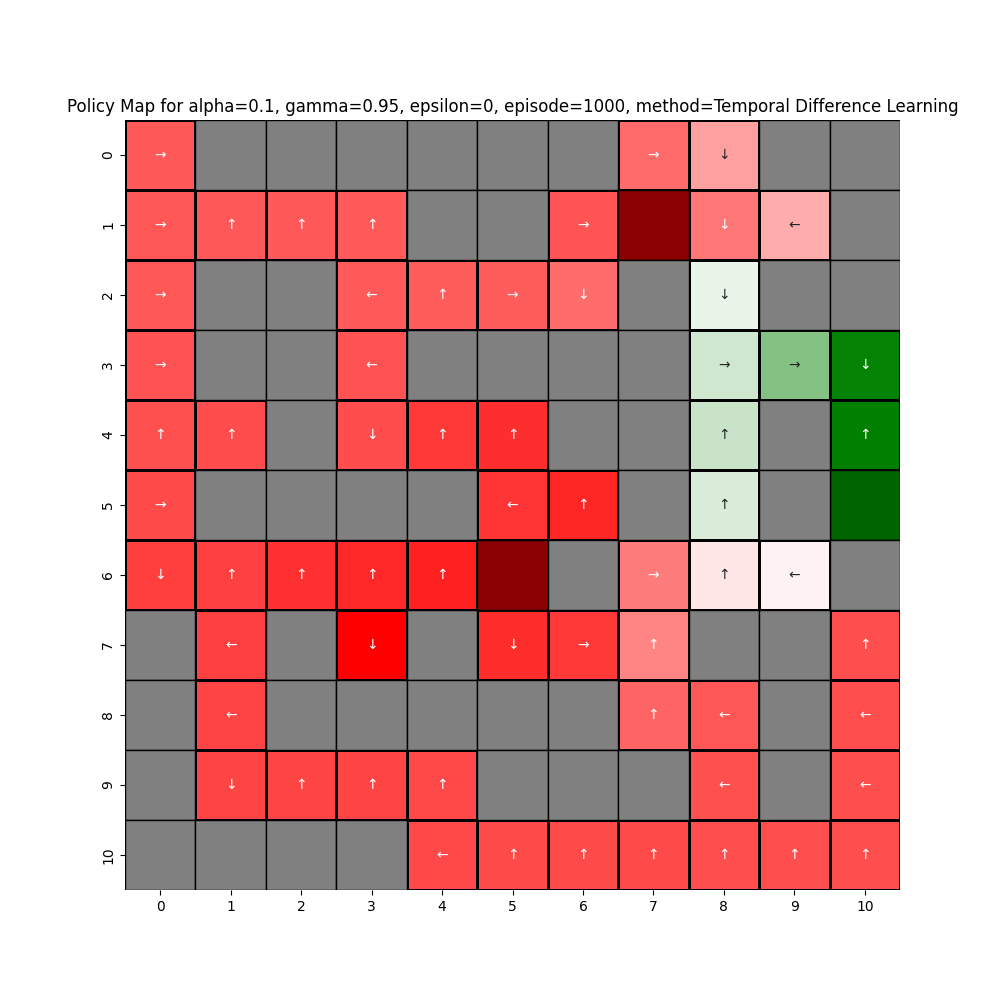 Policy Map for alpha=0.1, gamma=0.95, epsilon=0, episode=1000, method=Temporal Difference Learning
0 → → ↓
1 → ↑ ↑ ↑ → ↓ ←
2 → ← ↑ → ↓ ↓
3 → ← → → ↓
4 ↑ ↑ ↓ ↑ ↑ ↑ ↑
5 → ← ↑ ↑
6 ↓ ↑ ↑ ↑ ↑ → ↑ ←
7 ← ↓ ↓ → ↑ ↑
8 ← ↑ ← ←
9 ↓ ↑ ↑ ↑ ← ←
10 ← ↑ ↑ ↑ ↑ ↑ ↑
0 1 2 3 4 5 6 7 8 9 10